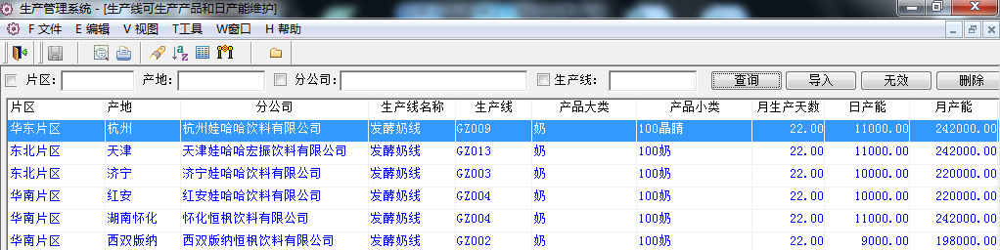 生产管理系统 - [生产线可生产产品和日产能维护]
F 文件 E 编辑 V 视图 T工具 W窗口 H 帮助
片区: 产地: 分公司: 生产线: 查询 导入 无效 删除
片区 产地 分公司 生产线名称 生产线 产品大类 产品小类 月生产天数 日产能 月产能
华东片区 杭州 杭州娃哈哈饮料有限公司 发酵奶线 GZ009 奶 100晶睛 22.00 11000.00 242000.00
东北片区 天津 天津娃哈哈宏振饮料有限公司 发酵奶线 GZ013 奶 100奶 22.00 11000.00 242000.00
东北片区 济宁 济宁娃哈哈饮料有限公司 发酵奶线 GZ003 奶 100奶 22.00 10000.00 220000.00
华南片区 红安 红安娃哈哈饮料有限公司 发酵奶线 GZ004 奶 100奶 22.00 10000.00 220000.00
华南片区 湖南怀化 怀化恒枫饮料有限公司 发酵奶线 GZ004 奶 100奶 22.00 11000.00 242000.00
华南片区 西双版纳 西双版纳恒枫饮料有限公司 发酵奶线 GZ002 奶 100奶 22.00 9000.00 198000.00